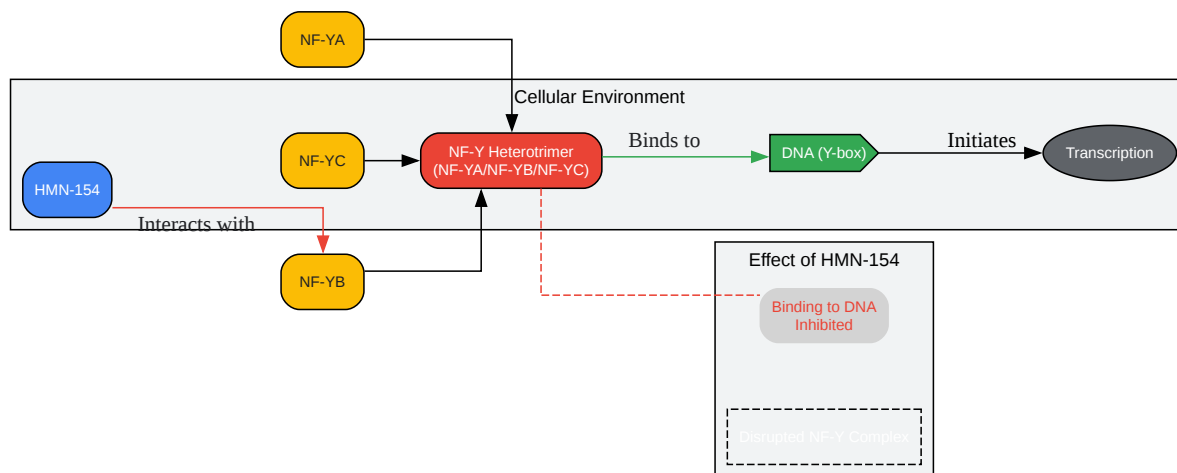 NF-YA
Cellular Environment
NF-YC
NF-Y Heterotrimer
(NF-YA/NF-YB/NF-YC)
Binds to
DNA (Y-box)
Initiates
Transcription
HMN-154
Interacts with
NF-YB
Effect of HMN-154
Binding to DNA
Inhibited
Disrupted NF-Y Complex